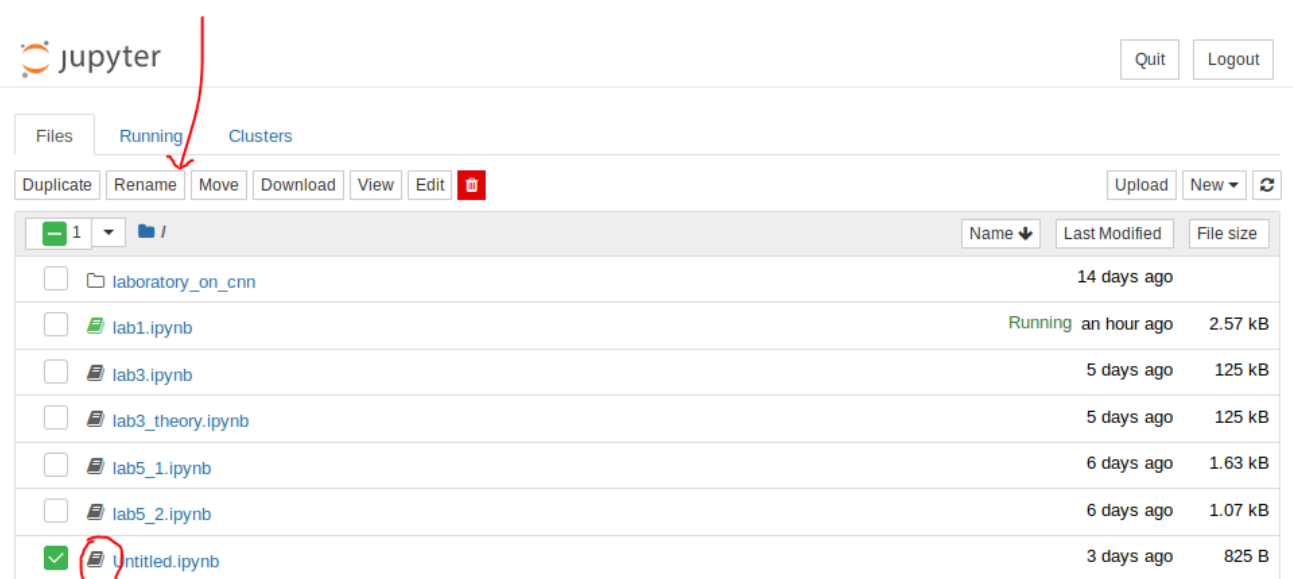 jupyter Quit Logout
Files Running Clusters
Duplicate Rename Move Download View Edit Upload New
1 / Name Last Modified File size
laboratory_on_cnn 14 days ago
lab1.ipynb Running an hour ago 2.57 kB
lab3.ipynb 5 days ago 125 kB
lab3_theory.ipynb 5 days ago 125 kB
lab5_1.ipynb 6 days ago 1.63 kB
lab5_2.ipynb 6 days ago 1.07 kB
Untitled.ipynb 3 days ago 825 B